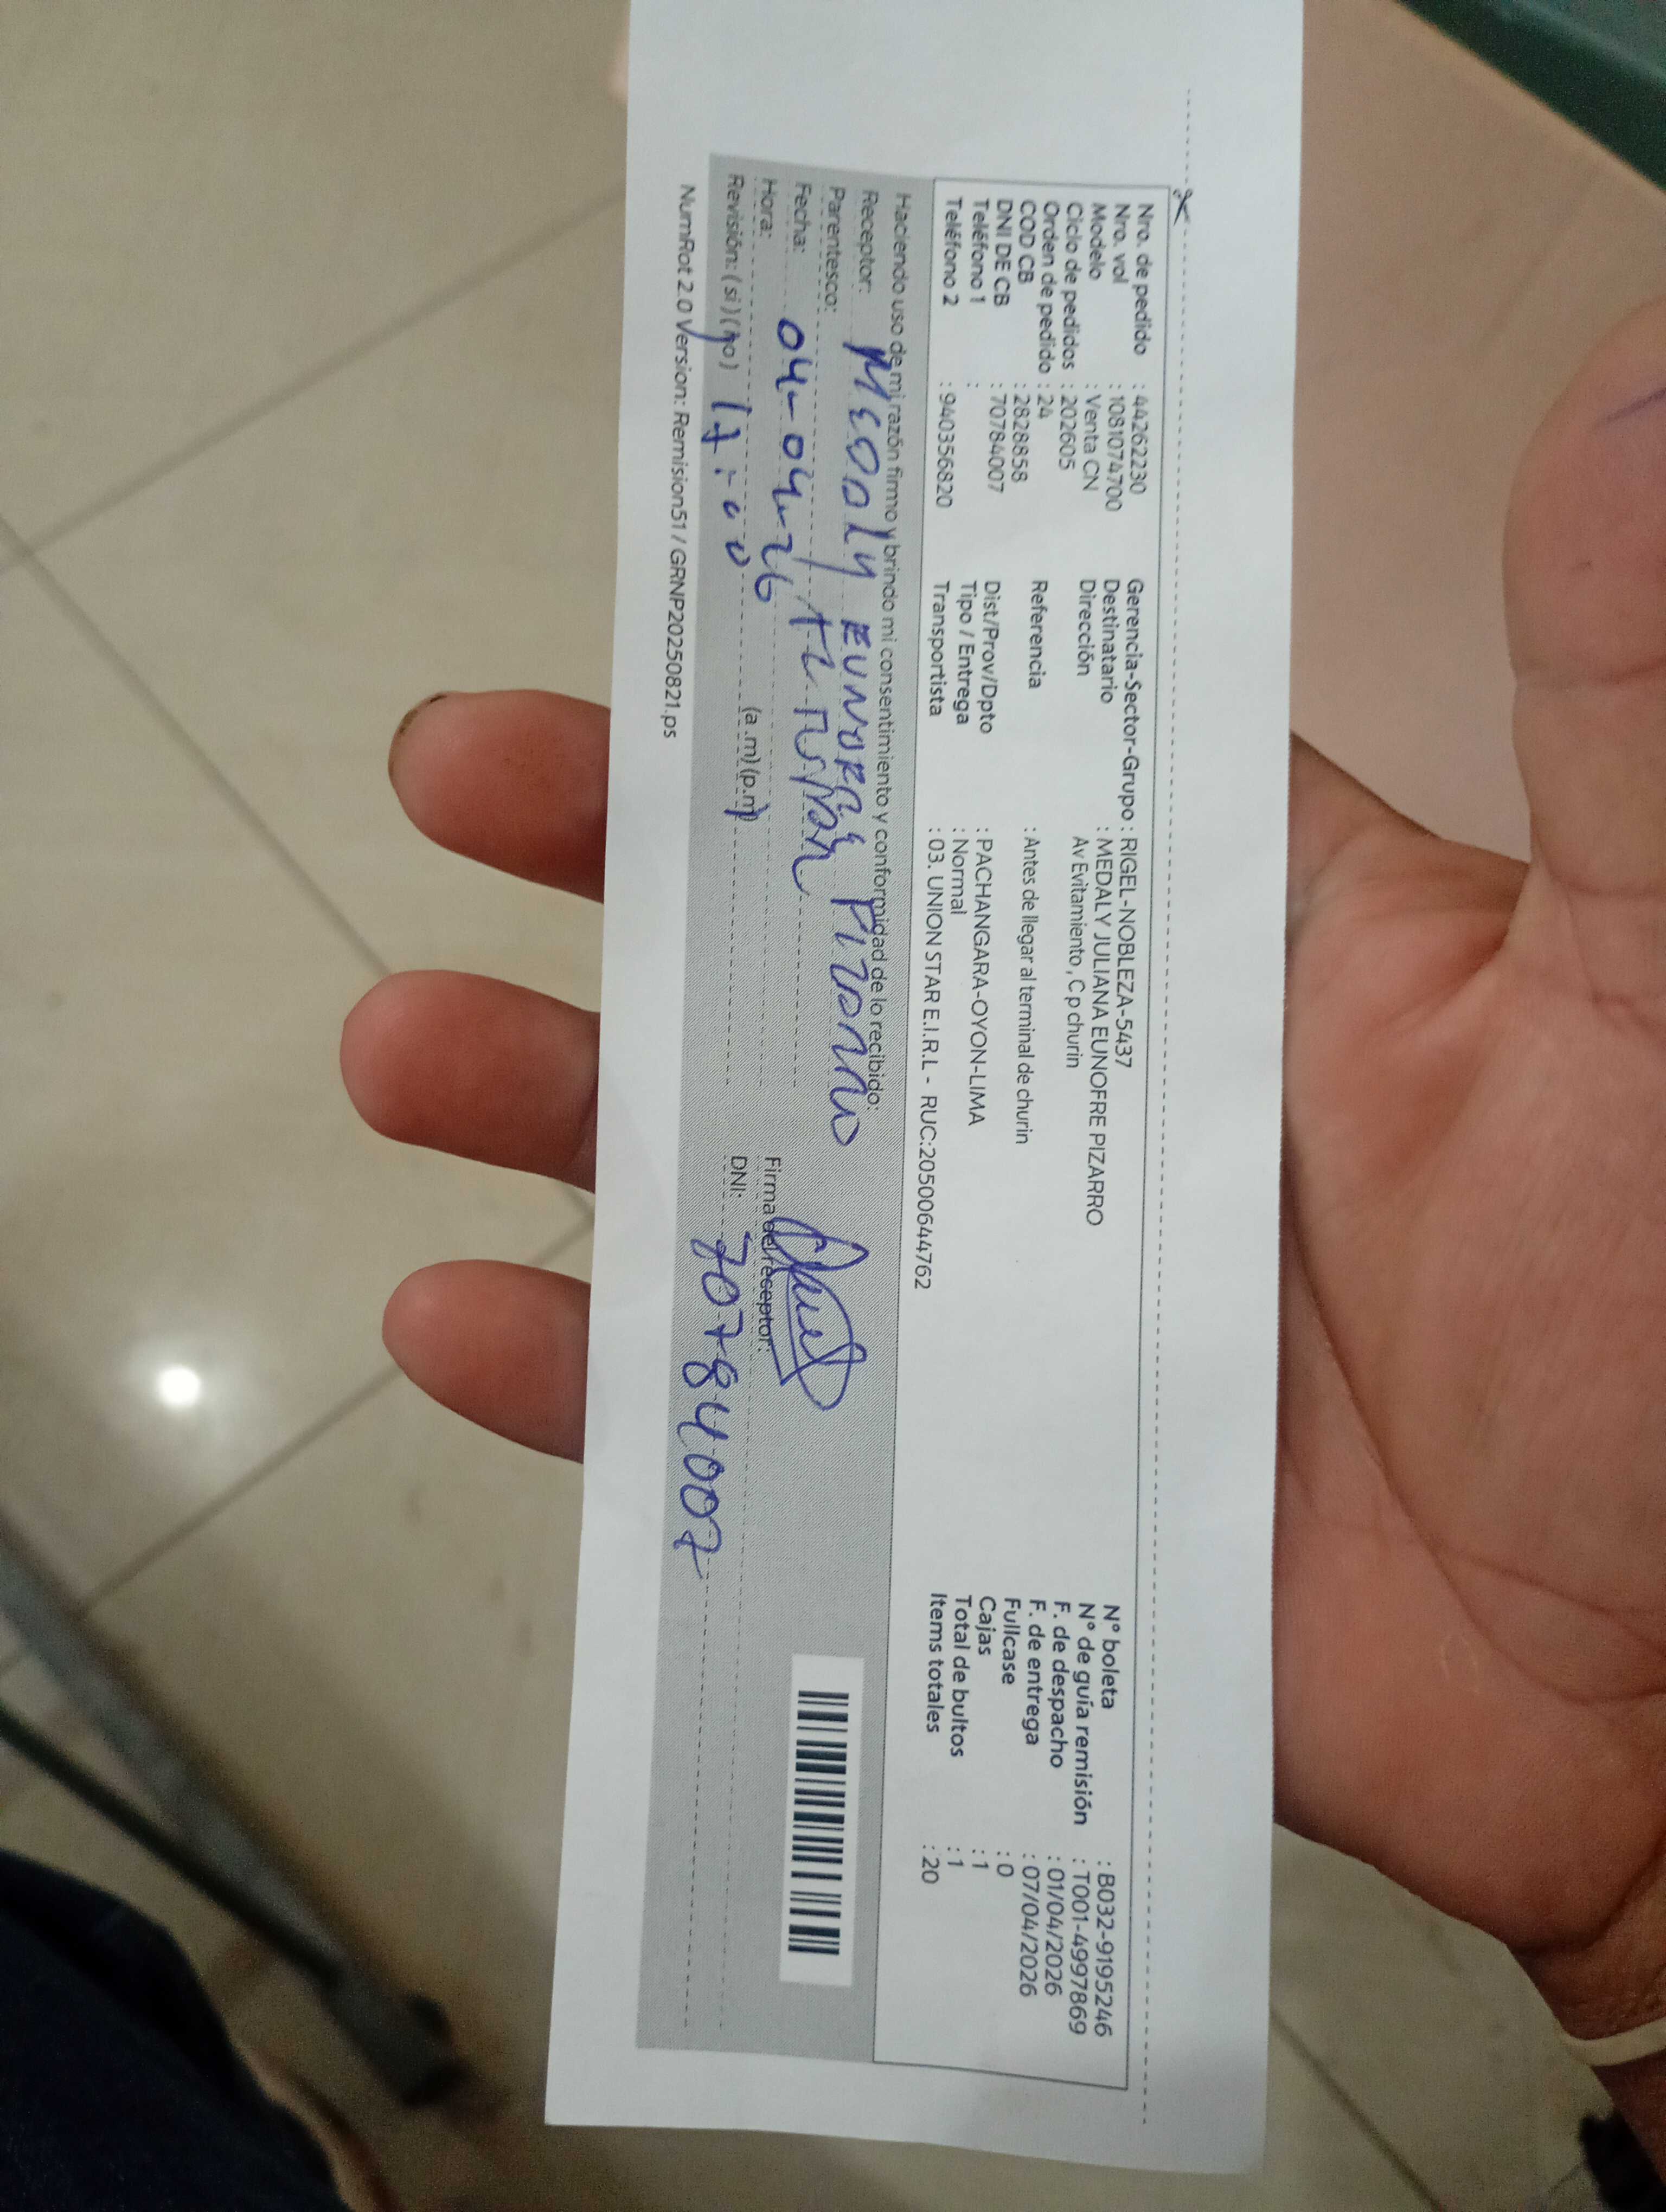 Nro. de pedido : 44262230
Nro. vol : 1081074700
Modelo : Venta CN
Ciclo de pedidos : 202605
Orden de pedido : 24
COD CB : 2828858
DNI DE CB : 70784007
Teléfono 1 :
Teléfono 2 : 940356820
Gerencia-Sector-Grupo : RIGEL-NOBLEZA-5437
Destinatario : MEDALY JULIANA EUNOFRE PIZARRO
Dirección Av Evitamiento , C p churin
Referencia : Antes de llegar al terminal de churin
Dist/Prov/Dpto : PACHANGARA-OYON-LIMA
Tipo / Entrega : Normal
Transportista : 03. UNION STAR E.I.R.L - RUC:20500644762
N° boleta : B032-9195246
N° de guía remisión : T001-4997869
F. de despacho : 01/04/2026
F. de entrega : 07/04/2026
Fullcase : 0
Cajas : 1
Total de bultos : 1
Items totales : 20
Haciendo uso de mi razón firmo y brindo mi consentimiento y conformidad de lo recibido:
Receptor: Medaly Eunofre Pizarro
Parentesco: Titular
Fecha: 04-04-26
Hora: 17:00 (a.m) (p.m)
Revisión: (si) (no)
Firma del receptor:
DNI: 70784007
NumRot 2.0 Version: Remision51 / GRNP20250821.ps